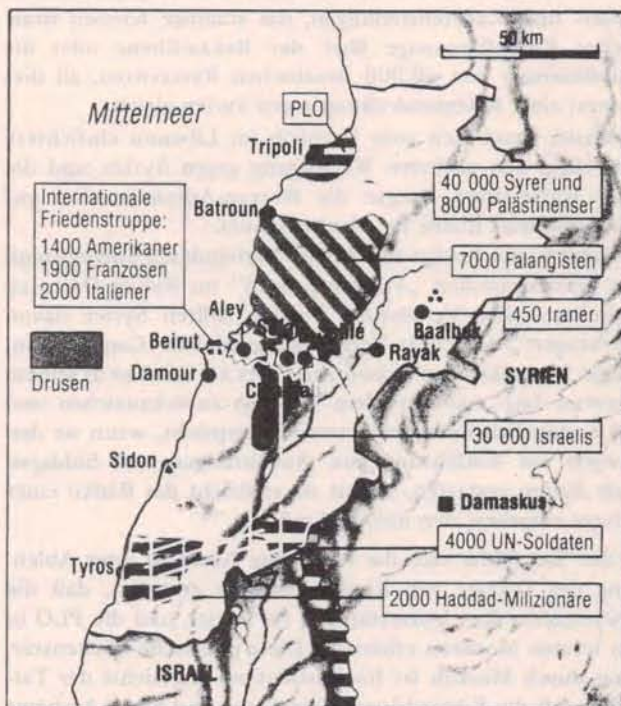 50 km
Mittelmeer
PLO
Tripoli
40 000 Syrer und
8000 Palästinenser
Internationale
Friedenstruppe:
1400 Amerikaner
1900 Franzosen
2000 Italiener
Batroun
7000 Falangisten
Aley
Baalbek
450 Iraner
Beirut
Rayak
Drusen
Damour
SYRIEN
30 000 Israelis
Sidon
Damaskus
4000 UN-Soldaten
Tyros
2000 Haddad-Milizionäre
ISRAEL